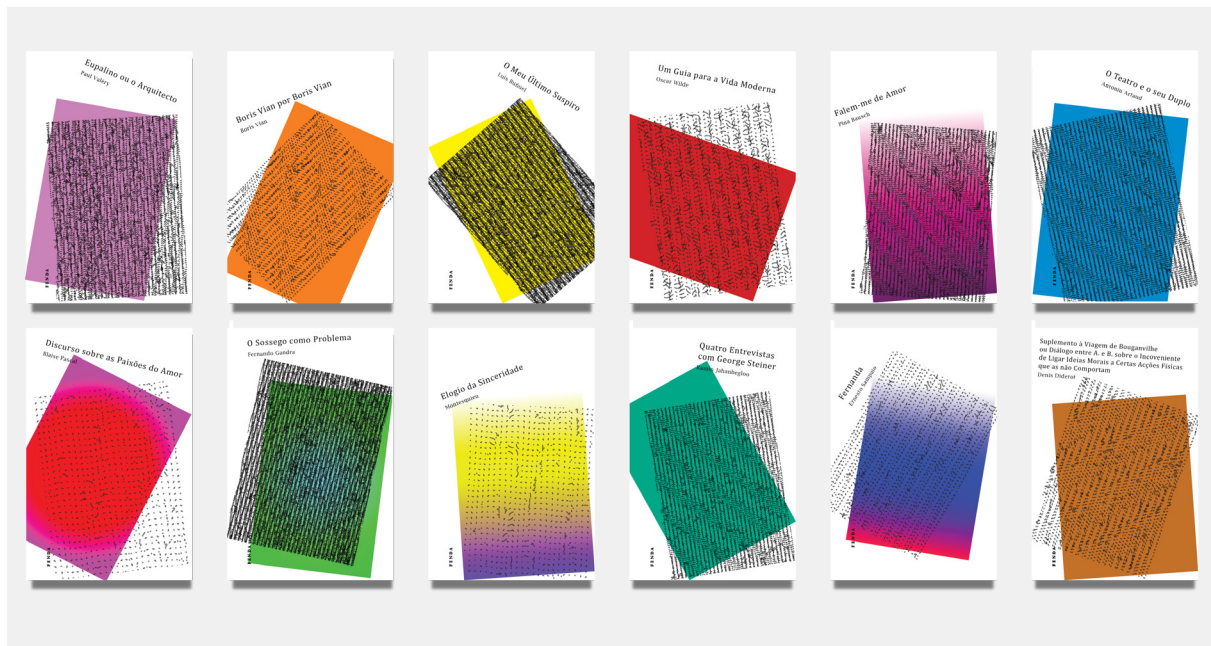 Eupalino ou o Arquitecto
Paul Valéry
FENDA
Boris Vian por Boris Vian
Boris Vian
FENDA
O Meu Último Suspiro
Luis Buñuel
FENDA
Um Guia para a Vida Moderna
Oscar Wilde
FENDA
Falem-me de Amor
Pina Bausch
FENDA
O Teatro e o seu Duplo
Antonin Artaud
FENDA
Discurso sobre as Paixões do Amor
Blaise Pascal
FENDA
O Sossego como Problema
Fernando Gandra
FENDA
Elogio da Sinceridade
Montesquieu
FENDA
Quatro Entrevistas
com George Steiner
Ramin Jahanbegloo
FENDA
Fernanda
Ernesto Sampaio
FENDA
Suplemento à Viagem de Bouganvilhe
ou Diálogo entre A. e B. sobre o Incoveniente
de Ligar Ideias Morais a Certas Acções Físicas
que as não Comportam
Denis Diderot
FENDA